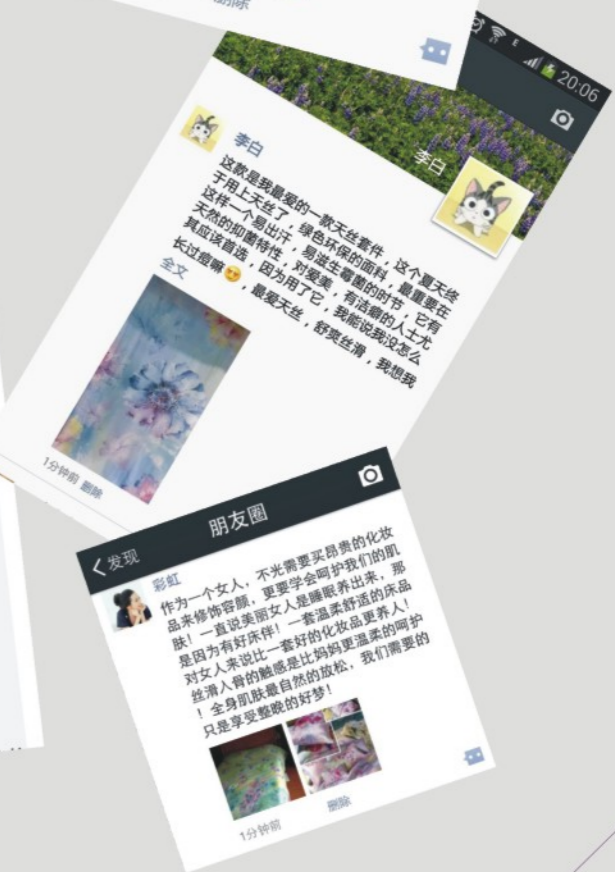 删除
E
20:06
李白
李白
这款是我最爱的一款天丝套件，这个夏天终
于用上天丝了，绿色环保的面料，最重要在
这样一个易出汗，易滋生霉菌的时节，它有
天然的抑菌特性，对爱美，有洁癖的人士尤
其应该首选，因为用了它，我能说我没怎么
长过痘嘛，最爱天丝，舒爽丝滑，我想我
全文
1分钟前 删除
发现
朋友圈
彩虹
作为一个女人，不光需要买昂贵的化妆
品来修饰容颜，更要学会呵护我们的肌
肤！一直说美丽女人是睡眠养出来，那
是因为有好床伴！一套温柔舒适的床品
对女人来说比一套好的化妆品更养人！
丝滑入骨的触感是比妈妈更温柔的呵护
！全身肌肤最自然的放松，我们需要的
只是享受整晚的好梦！
1分钟前 删除